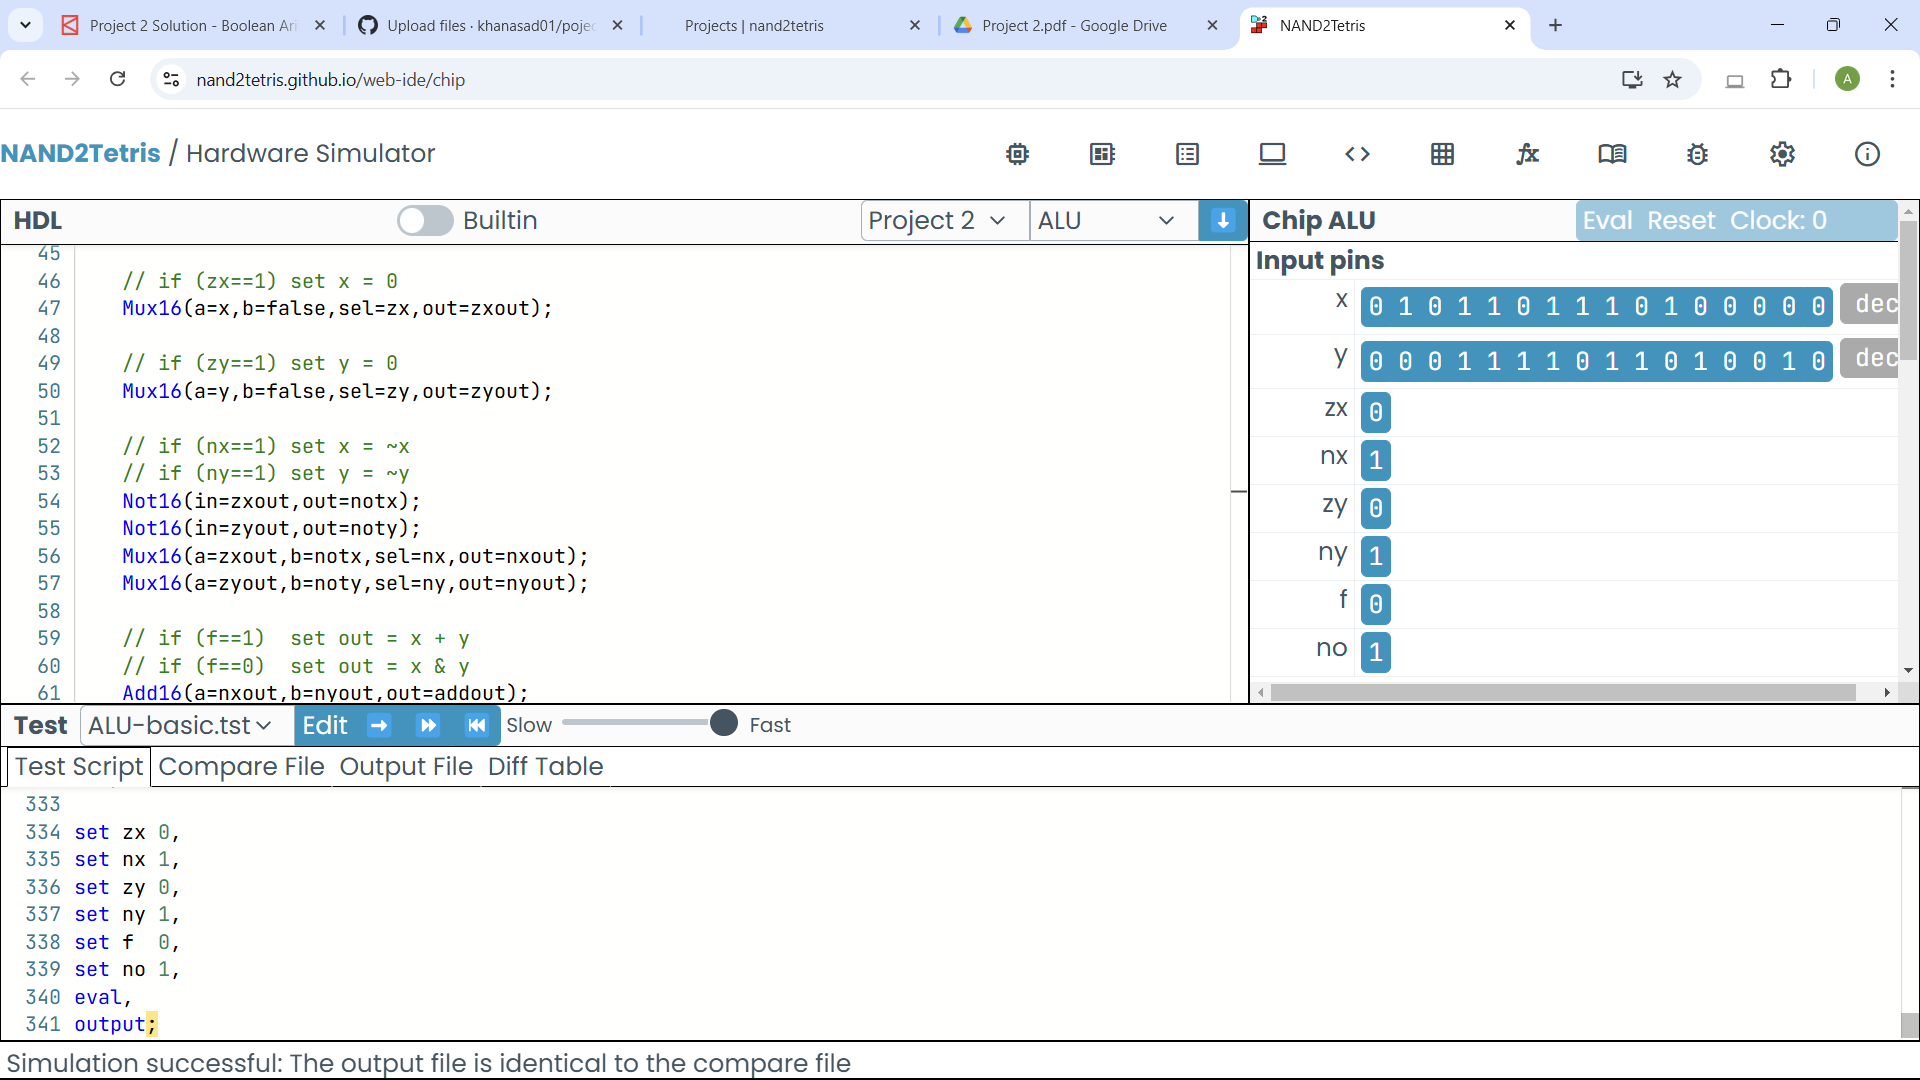 Project 2 Solution - Boolean Ari
Upload files · khanasad01/pojec
Projects | nand2tetris
Project 2.pdf - Google Drive
NAND2Tetris
nand2tetris.github.io/web-ide/chip
A
NAND2Tetris / Hardware Simulator
HDL
Builtin
Project 2
ALU
45
46 // if (zx==1) set x = 0
47 Mux16(a=x,b=false,sel=zx,out=zxout);
48
49 // if (zy==1) set y = 0
50 Mux16(a=y,b=false,sel=zy,out=zyout);
51
52 // if (nx==1) set x = ~x
53 // if (ny==1) set y = ~y
54 Not16(in=zxout,out=notx);
55 Not16(in=zyout,out=noty);
56 Mux16(a=zxout,b=notx,sel=nx,out=nxout);
57 Mux16(a=zyout,b=noty,sel=ny,out=nyout);
58
59 // if (f==1)  set out = x + y
60 // if (f==0)  set out = x & y
61 Add16(a=nxout,b=nyout,out=addout);
Chip ALU
Eval Reset Clock: 0
Input pins
x 0 1 0 1 1 0 1 1 1 0 1 0 0 0 0 0 dec
y 0 0 0 1 1 1 1 0 1 1 0 1 0 0 1 0 dec
zx 0
nx 1
zy 0
ny 1
f 0
no 1
Test ALU-basic.tst Edit Slow Fast
Test Script Compare File Output File Diff Table
333
334 set zx 0,
335 set nx 1,
336 set zy 0,
337 set ny 1,
338 set f  0,
339 set no 1,
340 eval,
341 output;
Simulation successful: The output file is identical to the compare file